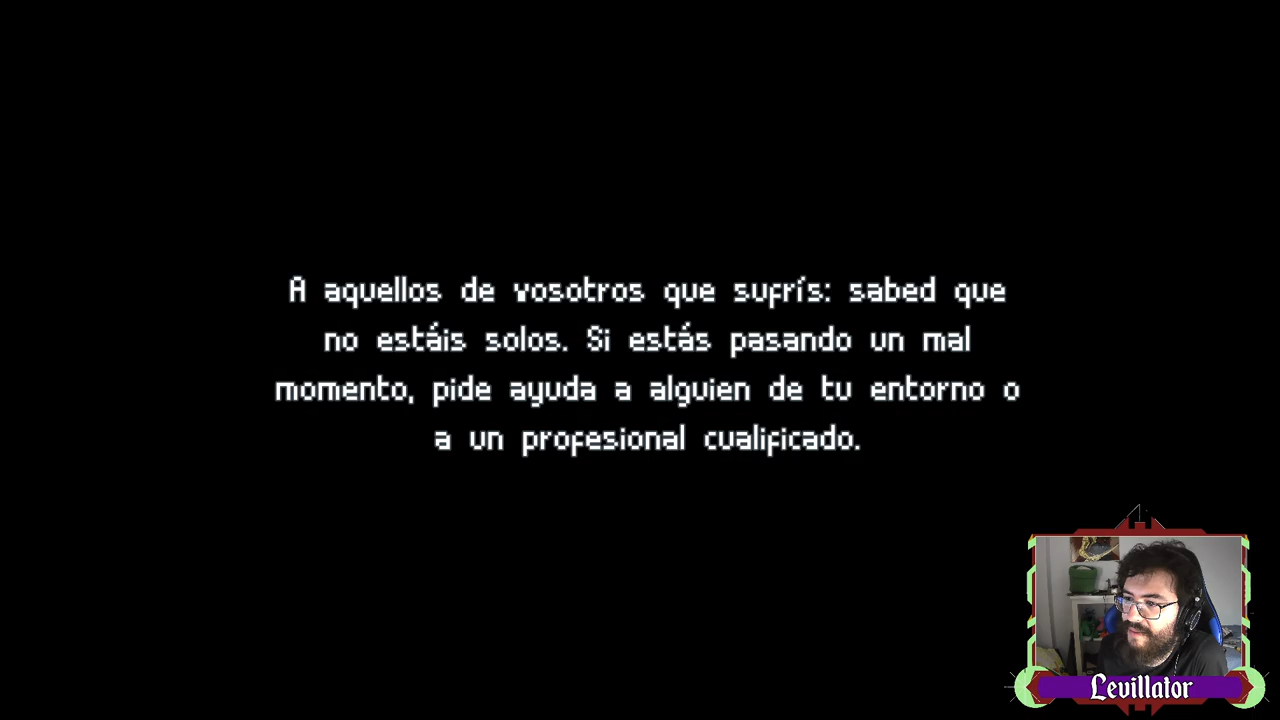 A aquellos de vosotros que sufrís: sabed que
no estáis solos. Si estás pasando un mal
momento, pide ayuda a alguien de tu entorno o
a un profesional cualificado.
Levillator